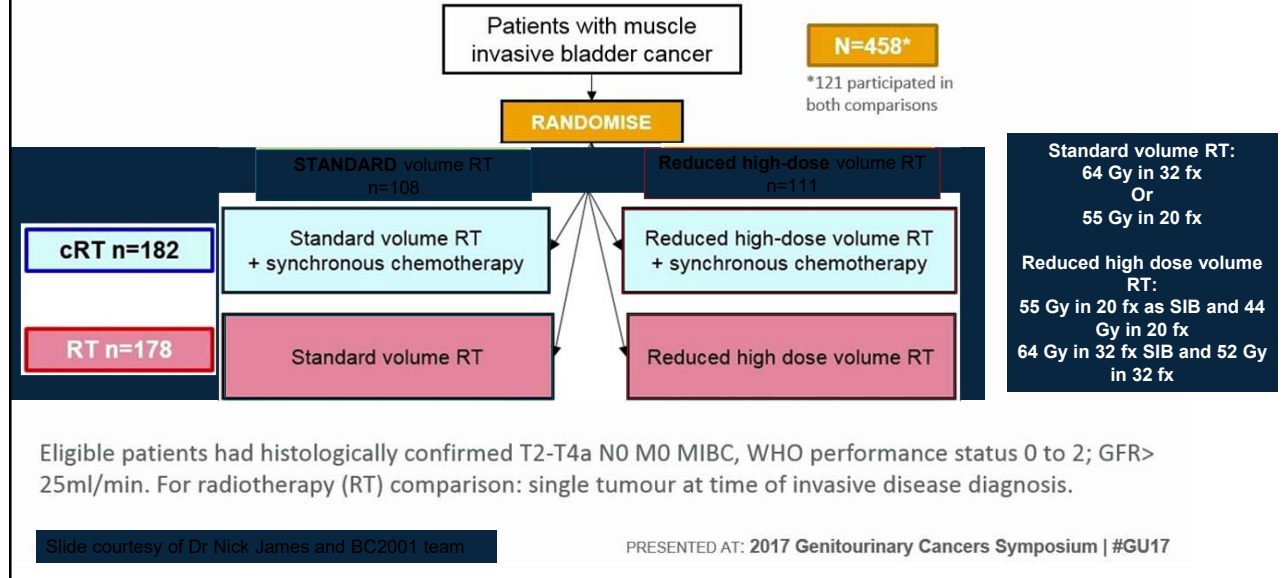 Patients with muscle
invasive bladder cancer
N=458*
*121 participated in
both comparisons
RANDOMISE
STANDARD volume RT
n=108
Reduced high-dose volume RT
n=111
cRT n=182
Standard volume RT
+ synchronous chemotherapy
Reduced high-dose volume RT
+ synchronous chemotherapy
RT n=178
Standard volume RT
Reduced high dose volume RT
Standard volume RT:
64 Gy in 32 fx
Or
55 Gy in 20 fx
Reduced high dose volume
RT:
55 Gy in 20 fx as SIB and 44
Gy in 20 fx
64 Gy in 32 fx SIB and 52 Gy
in 32 fx
Eligible patients had histologically confirmed T2-T4a N0 M0 MIBC, WHO performance status 0 to 2; GFR>
25ml/min. For radiotherapy (RT) comparison: single tumour at time of invasive disease diagnosis.
Slide courtesy of Dr Nick James and BC2001 team
PRESENTED AT: 2017 Genitourinary Cancers Symposium | #GU17